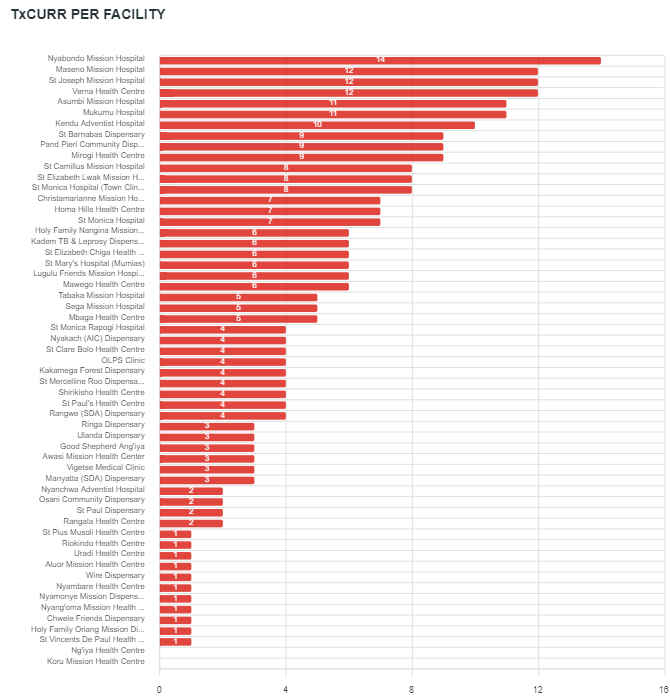 TxCURR PER FACILITY
Nyabondo Mission Hospital 14
Maseno Mission Hospital 12
St Joseph Mission Hospital 12
Verna Health Centre 12
Asumbi Mission Hospital 11
Mukumu Hospital 11
Kendu Adventist Hospital 10
St Barnabas Dispensary 9
Pand Pieri Community Disp... 9
Mirogi Health Centre 9
St Camillus Mission Hospital 8
St Elizabeth Lwak Mission H... 8
St Monica Hospital (Town Clin... 8
Christamarianne Mission Ho... 7
Homa Hills Health Centre 7
St Monica Hospital 7
Holy Family Nangina Mission... 6
Kadem TB & Leprosy Dispens... 6
St Elizabeth Chiga Health ... 6
St Mary's Hospital (Mumias) 6
Lugulu Friends Mission Hospi... 6
Mawego Health Centre 6
Tabaka Mission Hospital 5
Sega Mission Hospital 5
Mbaga Health Centre 5
St Monica Rapogi Hospital 4
Nyakach (AIC) Dispensary 4
St Clare Bolo Health Centre 4
OLPS Clinic 4
Kakamega Forest Dispensary 4
St Mercelline Roo Dispensa... 4
Shirikisho Health Centre 4
St Paul's Health Centre 4
Rangwe (SDA) Dispensary 4
Ringa Dispensary 3
Ulanda Dispensary 3
Good Shepherd Ang'iya 3
Awasi Mission Health Center 3
Vigetse Medical Clinic 3
Manyatta (SDA) Dispensary 3
Nyanchwa Adventist Hospital 2
Osani Community Dispensary 2
St Paul Dispensary 2
Rangala Health Centre 2
St Pius Musoli Health Centre 1
Riokindo Health Centre 1
Uradi Health Centre 1
Aluor Mission Health Centre 1
Wire Dispensary 1
Nyambare Health Centre 1
Nyamonye Mission Dispens... 1
Nyang'oma Mission Health ... 1
Chwele Friends Dispensary 1
Holy Family Oriang Mission Di... 1
St Vincents De Paul Health ... 1
Ng'iya Health Centre
Koru Mission Health Centre
0 4 8 12 16